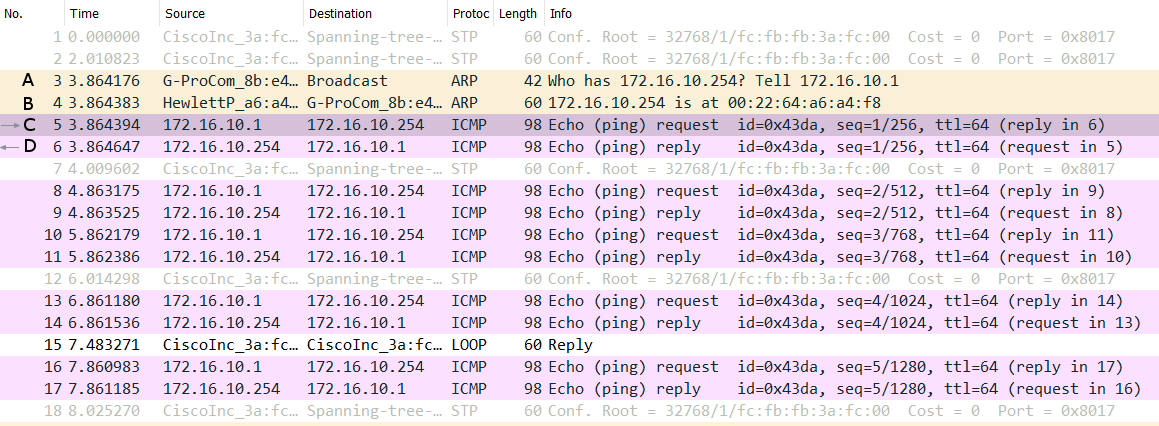 No. Time Source Destination Protoc Length Info
1 0.000000 CiscoInc_3a:fc… Spanning-tree-… STP 60 Conf. Root = 32768/1/fc:fb:fb:3a:fc:00 Cost = 0 Port = 0x8017
2 2.010823 CiscoInc_3a:fc… Spanning-tree-… STP 60 Conf. Root = 32768/1/fc:fb:fb:3a:fc:00 Cost = 0 Port = 0x8017
A 3 3.864176 G-ProCom_8b:e4… Broadcast ARP 42 Who has 172.16.10.254? Tell 172.16.10.1
B 4 3.864383 HewlettP_a6:a4… G-ProCom_8b:e4… ARP 60 172.16.10.254 is at 00:22:64:a6:a4:f8
C 5 3.864394 172.16.10.1 172.16.10.254 ICMP 98 Echo (ping) request id=0x43da, seq=1/256, ttl=64 (reply in 6)
D 6 3.864647 172.16.10.254 172.16.10.1 ICMP 98 Echo (ping) reply id=0x43da, seq=1/256, ttl=64 (request in 5)
7 4.009602 CiscoInc_3a:fc… Spanning-tree-… STP 60 Conf. Root = 32768/1/fc:fb:fb:3a:fc:00 Cost = 0 Port = 0x8017
8 4.863175 172.16.10.1 172.16.10.254 ICMP 98 Echo (ping) request id=0x43da, seq=2/512, ttl=64 (reply in 9)
9 4.863525 172.16.10.254 172.16.10.1 ICMP 98 Echo (ping) reply id=0x43da, seq=2/512, ttl=64 (request in 8)
10 5.862179 172.16.10.1 172.16.10.254 ICMP 98 Echo (ping) request id=0x43da, seq=3/768, ttl=64 (reply in 11)
11 5.862386 172.16.10.254 172.16.10.1 ICMP 98 Echo (ping) reply id=0x43da, seq=3/768, ttl=64 (request in 10)
12 6.014298 CiscoInc_3a:fc… Spanning-tree-… STP 60 Conf. Root = 32768/1/fc:fb:fb:3a:fc:00 Cost = 0 Port = 0x8017
13 6.861180 172.16.10.1 172.16.10.254 ICMP 98 Echo (ping) request id=0x43da, seq=4/1024, ttl=64 (reply in 14)
14 6.861536 172.16.10.254 172.16.10.1 ICMP 98 Echo (ping) reply id=0x43da, seq=4/1024, ttl=64 (request in 13)
15 7.483271 CiscoInc_3a:fc… CiscoInc_3a:fc… LOOP 60 Reply
16 7.860983 172.16.10.1 172.16.10.254 ICMP 98 Echo (ping) request id=0x43da, seq=5/1280, ttl=64 (reply in 17)
17 7.861185 172.16.10.254 172.16.10.1 ICMP 98 Echo (ping) reply id=0x43da, seq=5/1280, ttl=64 (request in 16)
18 8.025270 CiscoInc_3a:fc… Spanning-tree-… STP 60 Conf. Root = 32768/1/fc:fb:fb:3a:fc:00 Cost = 0 Port = 0x8017